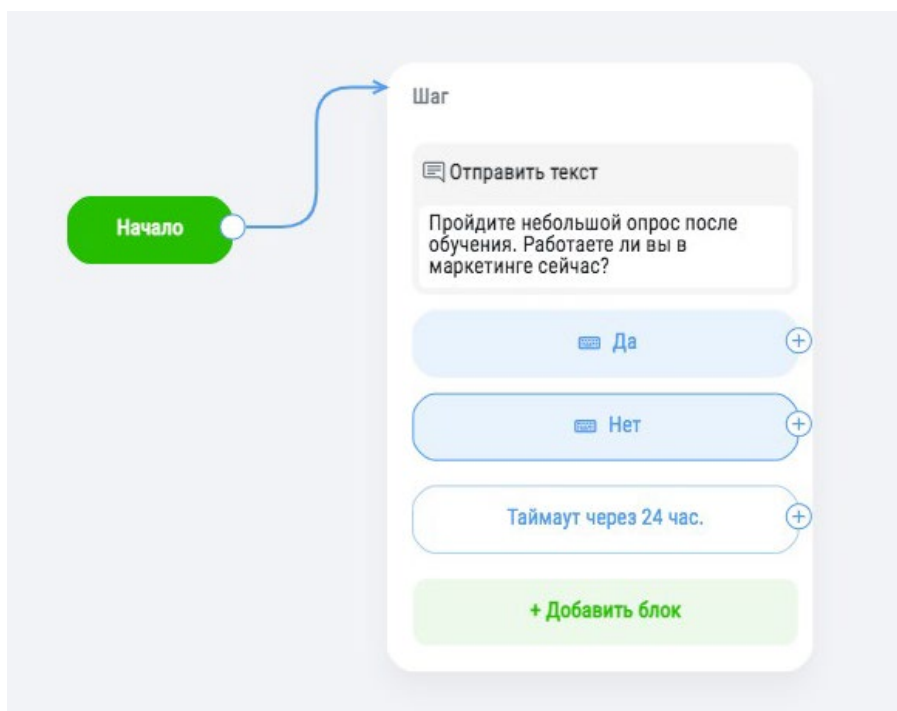 Шаг
Отправить текст
Начало
Пройдите небольшой опрос после
обучения. Работаете ли вы в
маркетинге сейчас?
Да
Нет
Таймаут через 24 час.
+ Добавить блок